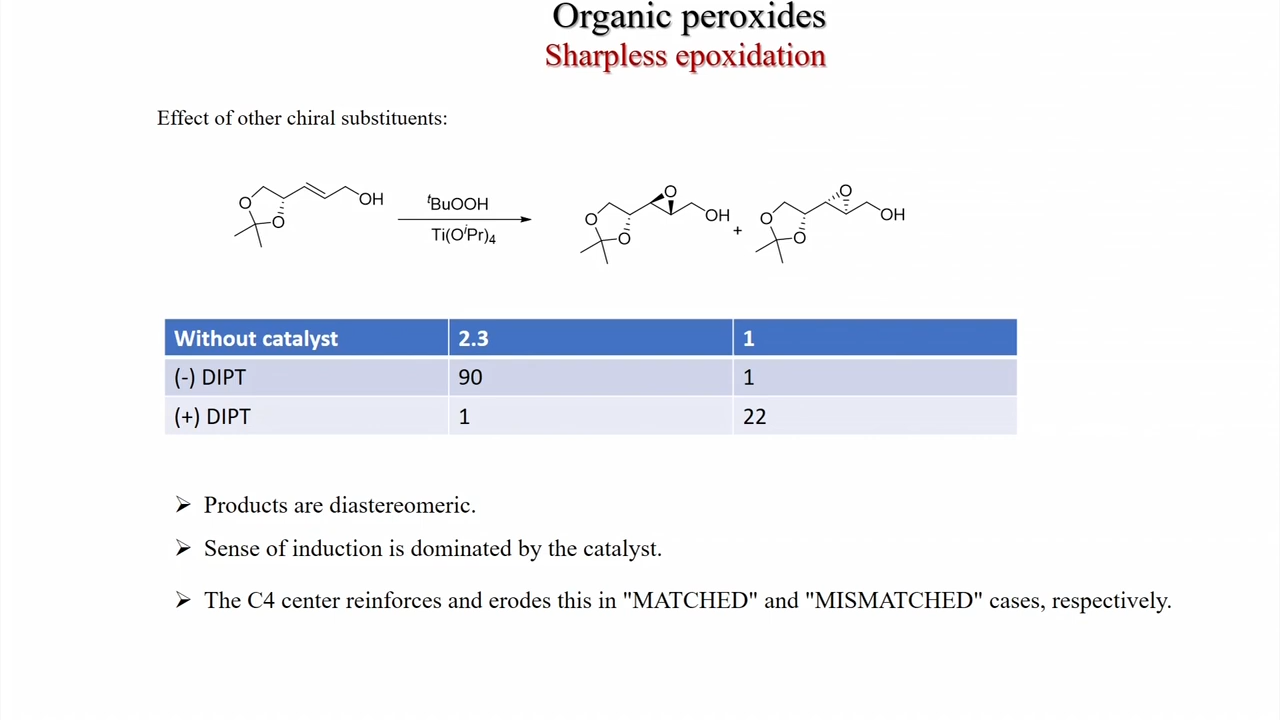 Organic peroxides
Sharpless epoxidation
Effect of other chiral substituents:
O
O
OH
ᵗBuOOH
Ti(OⁱPr)₄
O
O
O
OH
+
O
O
O
OH
Without catalyst 2.3 1
(-) DIPT 90 1
(+) DIPT 1 22
➢ Products are diastereomeric.
➢ Sense of induction is dominated by the catalyst.
➢ The C4 center reinforces and erodes this in "MATCHED" and "MISMATCHED" cases, respectively.